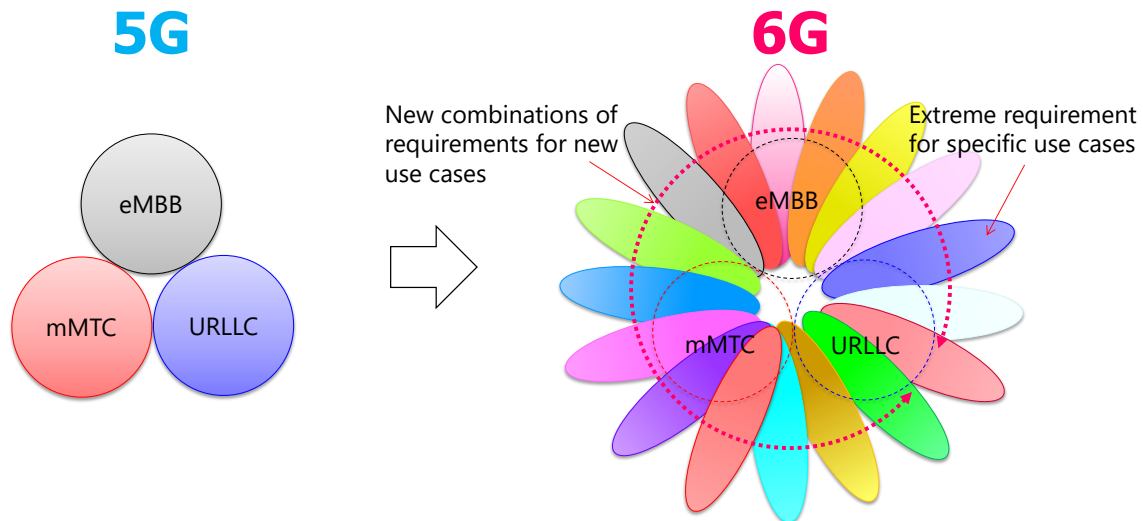 5G
6G
New combinations of
requirements for new
use cases
Extreme requirement
for specific use cases
eMBB
mMTC
URLLC
eMBB
mMTC
URLLC